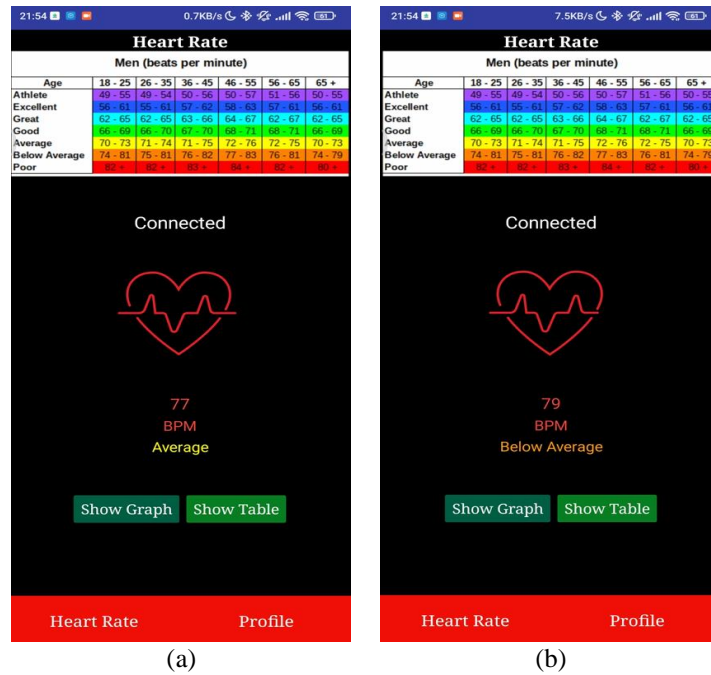 21:54 0.7KB/s 61
Heart Rate
Men (beats per minute)
Age 18 - 25 26 - 35 36 - 45 46 - 55 56 - 65 65 +
Athlete 49 - 55 49 - 54 50 - 56 50 - 57 51 - 56 50 - 55
Excellent 56 - 61 55 - 61 57 - 62 58 - 63 57 - 61 56 - 61
Great 62 - 65 62 - 65 63 - 66 64 - 67 62 - 67 62 - 65
Good 66 - 69 66 - 70 67 - 70 68 - 71 68 - 71 66 - 69
Average 70 - 73 71 - 74 71 - 75 72 - 76 72 - 75 70 - 73
Below Average 74 - 81 75 - 81 76 - 82 77 - 83 76 - 81 74 - 79
Poor 82 + 82 + 83 + 84 + 82 + 80 +
Connected
77
BPM
Average
Show Graph Show Table
Heart Rate Profile
(a)
21:54 7.5KB/s 61
Heart Rate
Men (beats per minute)
Age 18 - 25 26 - 35 36 - 45 46 - 55 56 - 65 65 +
Athlete 49 - 55 49 - 54 50 - 56 50 - 57 51 - 56 50 - 55
Excellent 56 - 61 55 - 61 57 - 62 58 - 63 57 - 61 56 - 61
Great 62 - 65 62 - 65 63 - 66 64 - 67 62 - 67 62 - 65
Good 66 - 69 66 - 70 67 - 70 68 - 71 68 - 71 66 - 69
Average 70 - 73 71 - 74 71 - 75 72 - 76 72 - 75 70 - 73
Below Average 74 - 81 75 - 81 76 - 82 77 - 83 76 - 81 74 - 79
Poor 82 + 82 + 83 + 84 + 82 + 80 +
Connected
79
BPM
Below Average
Show Graph Show Table
Heart Rate Profile
(b)